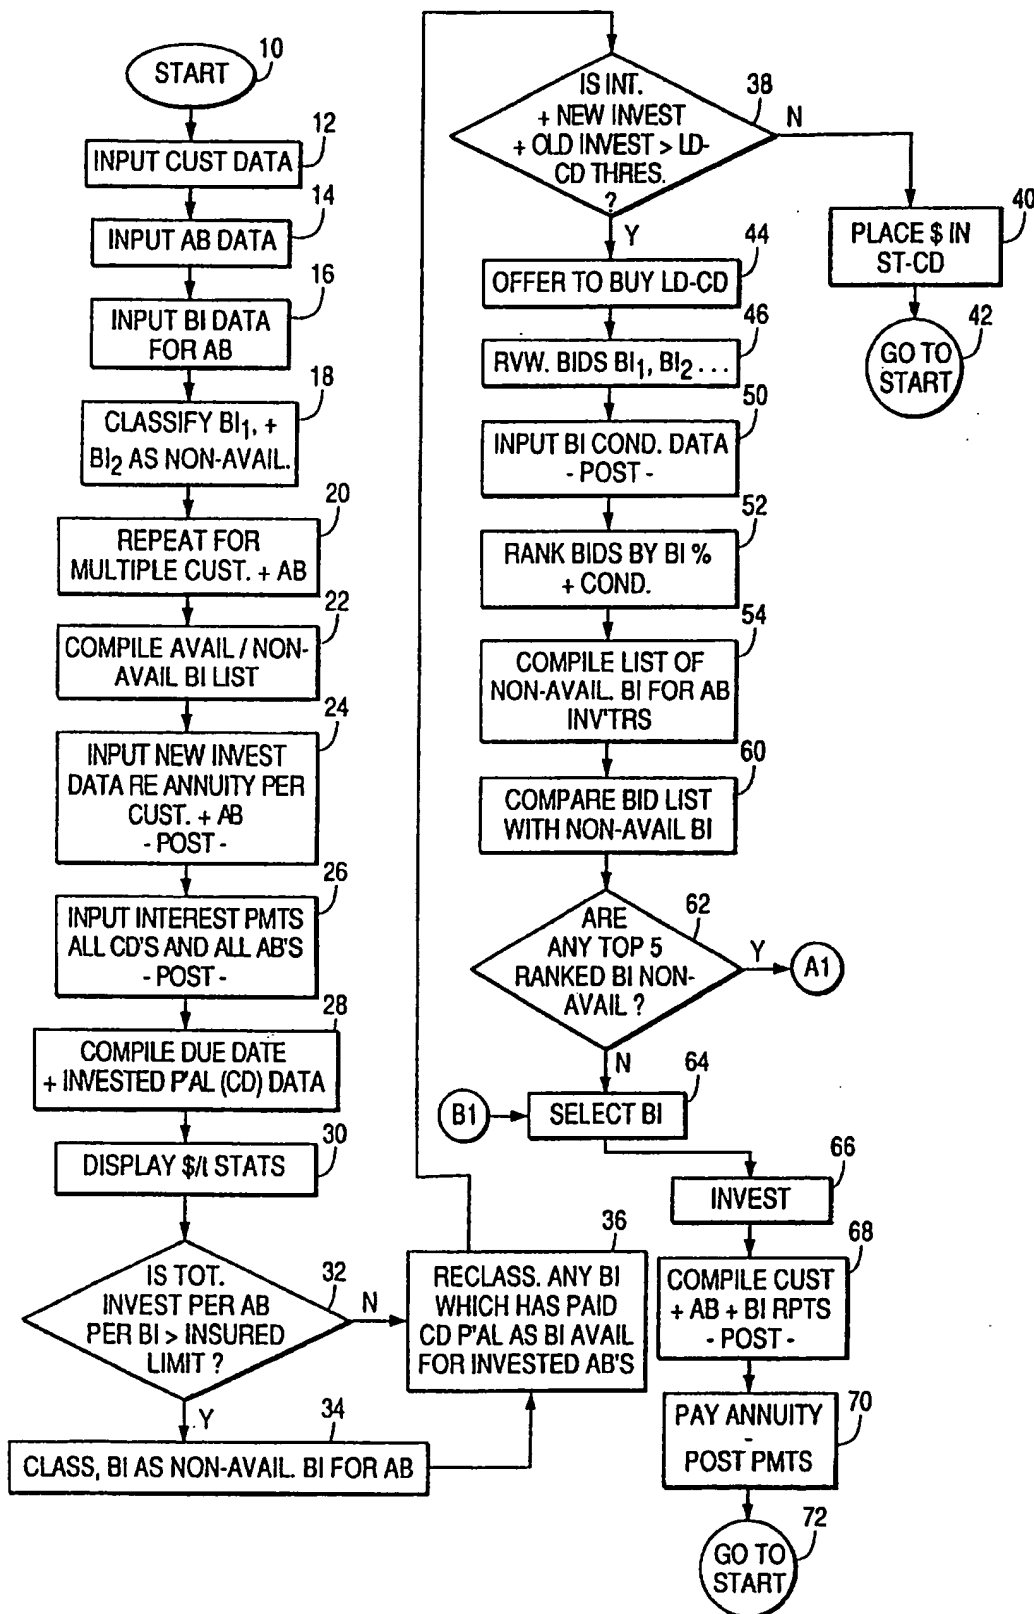 START
10
INPUT CUST DATA
12
INPUT AB DATA
14
INPUT BI DATA
FOR AB
16
CLASSIFY BI1, +
BI2 AS NON-AVAIL.
18
REPEAT FOR
MULTIPLE CUST. + AB
20
COMPILE AVAIL / NON-
AVAIL BI LIST
22
INPUT NEW INVEST
DATA RE ANNUITY PER
CUST. + AB
- POST -
24
INPUT INTEREST PMTS
ALL CD'S AND ALL AB'S
- POST -
26
COMPILE DUE DATE
+ INVESTED P'AL (CD) DATA
28
DISPLAY $/t STATS
30
IS TOT.
INVEST PER AB
PER BI > INSURED
LIMIT ?
32
N
Y
CLASS, BI AS NON-AVAIL. BI FOR AB
34
RECLASS. ANY BI
WHICH HAS PAID
CD P'AL AS BI AVAIL
FOR INVESTED AB'S
36
IS INT.
+ NEW INVEST
+ OLD INVEST > LD-
CD THRES.
?
38
N
Y
PLACE $ IN
ST-CD
40
GO TO
START
42
OFFER TO BUY LD-CD
44
RVW. BIDS BI1, BI2 . . .
46
INPUT BI COND. DATA
- POST -
50
RANK BIDS BY BI %
+ COND.
52
COMPILE LIST OF
NON-AVAIL. BI FOR AB
INV'TRS
54
COMPARE BID LIST
WITH NON-AVAIL BI
60
ARE
ANY TOP 5
RANKED BI NON-
AVAIL ?
62
Y
A1
N
B1
SELECT BI
64
INVEST
66
COMPILE CUST
+ AB + BI RPTS
- POST -
68
PAY ANNUITY
-
POST PMTS
70
GO TO
START
72